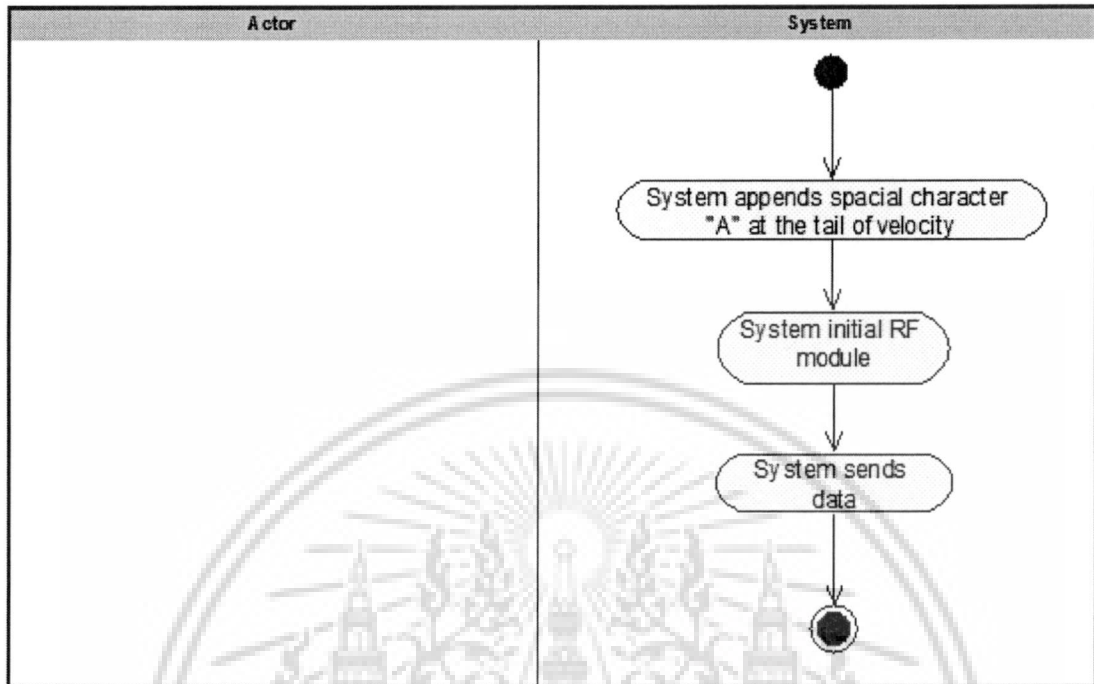 Actor
System
System appends spacial character
"A" at the tail of velocity
System initial RF
module
System sends
data